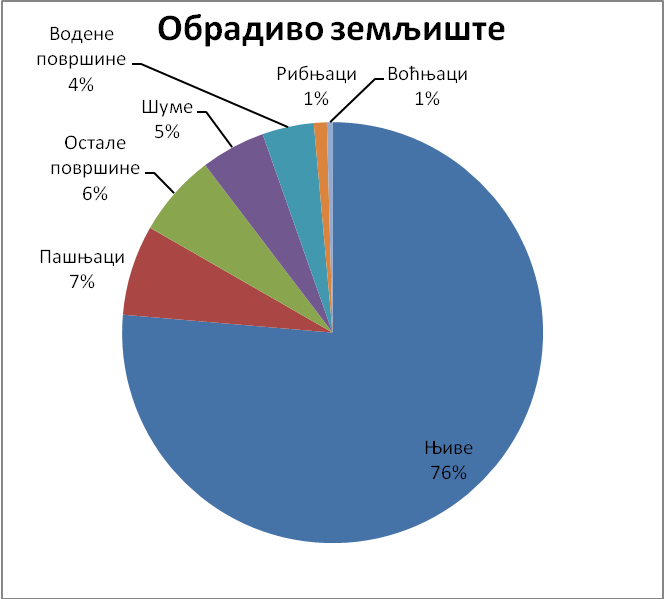 Обрадиво земљиште
Водене
површине
4%
Рибњаци
1%
Воћњаци
1%
Шуме
5%
Остале
површине
6%
Пашњаци
7%
Њиве
76%